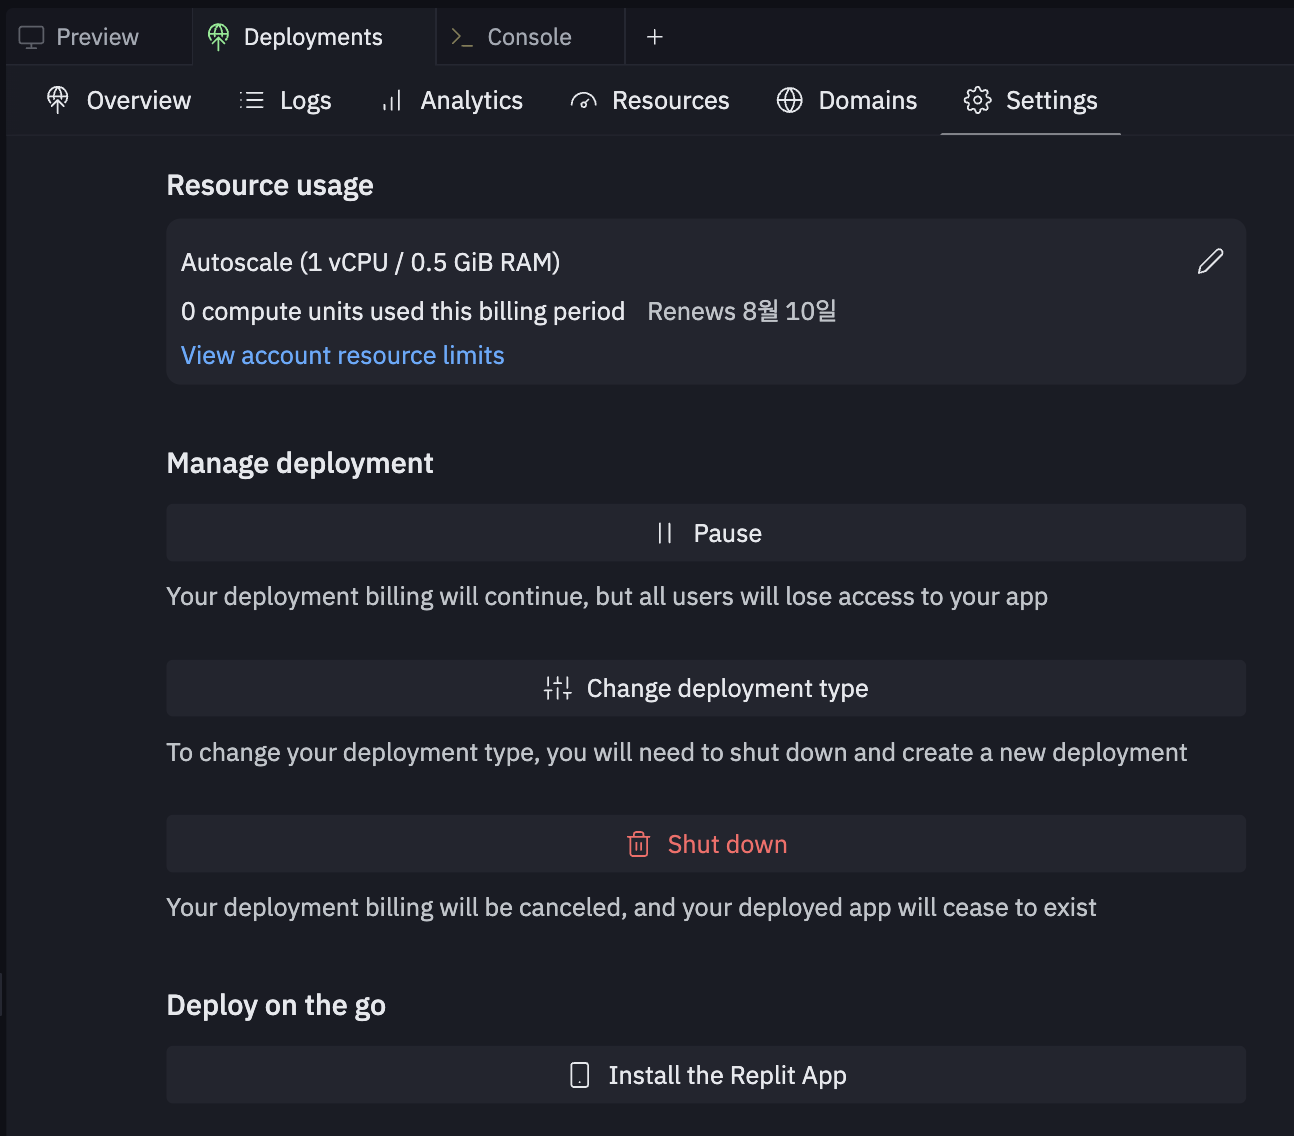 Preview
Deployments
Console
Overview
Logs
Analytics
Resources
Domains
Settings
Resource usage
Autoscale (1 vCPU / 0.5 GiB RAM)
0 compute units used this billing period Renews 8월 10일
View account resource limits
Manage deployment
Pause
Your deployment billing will continue, but all users will lose access to your app
Change deployment type
To change your deployment type, you will need to shut down and create a new deployment
Shut down
Your deployment billing will be canceled, and your deployed app will cease to exist
Deploy on the go
Install the Replit App